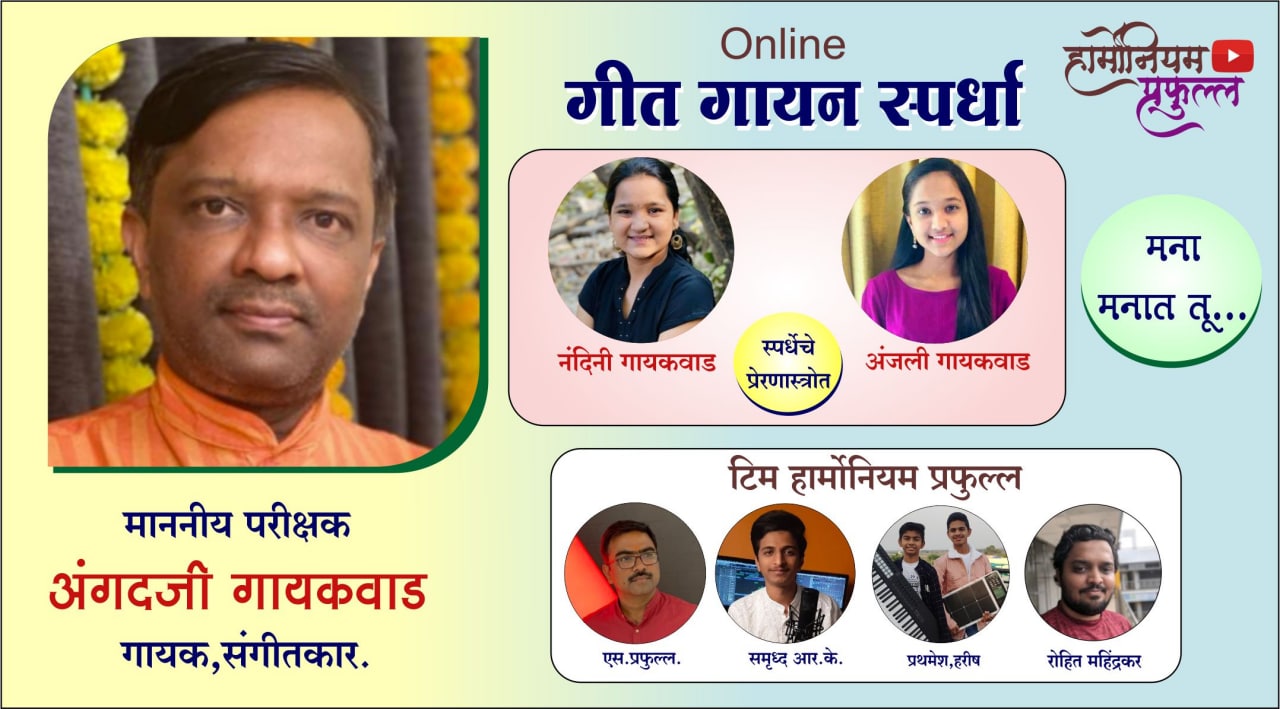 Online
गीत गायन स्पर्धा
हार्मोनियम
प्रफुल्ल
नंदिनी गायकवाड
अंजली गायकवाड
स्पर्धेचे
प्रेरणास्त्रोत
मना
मनात तू...
माननीय परीक्षक
अंगदजी गायकवाड
गायक,संगीतकार.
टिम हार्मोनियम प्रफुल्ल
एस.प्रफुल्ल.
समृध्द आर.के.
प्रथमेश,हरीष
रोहित महिंद्रकर